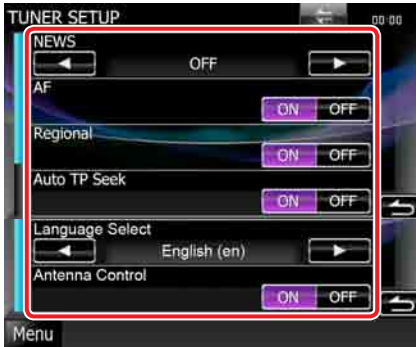 TUNER SETUP 00:00
NEWS
OFF
AF
ON OFF
Regional
ON OFF
Auto TP Seek
ON OFF
Language Select
English (en)
Antenna Control
ON OFF
Menu